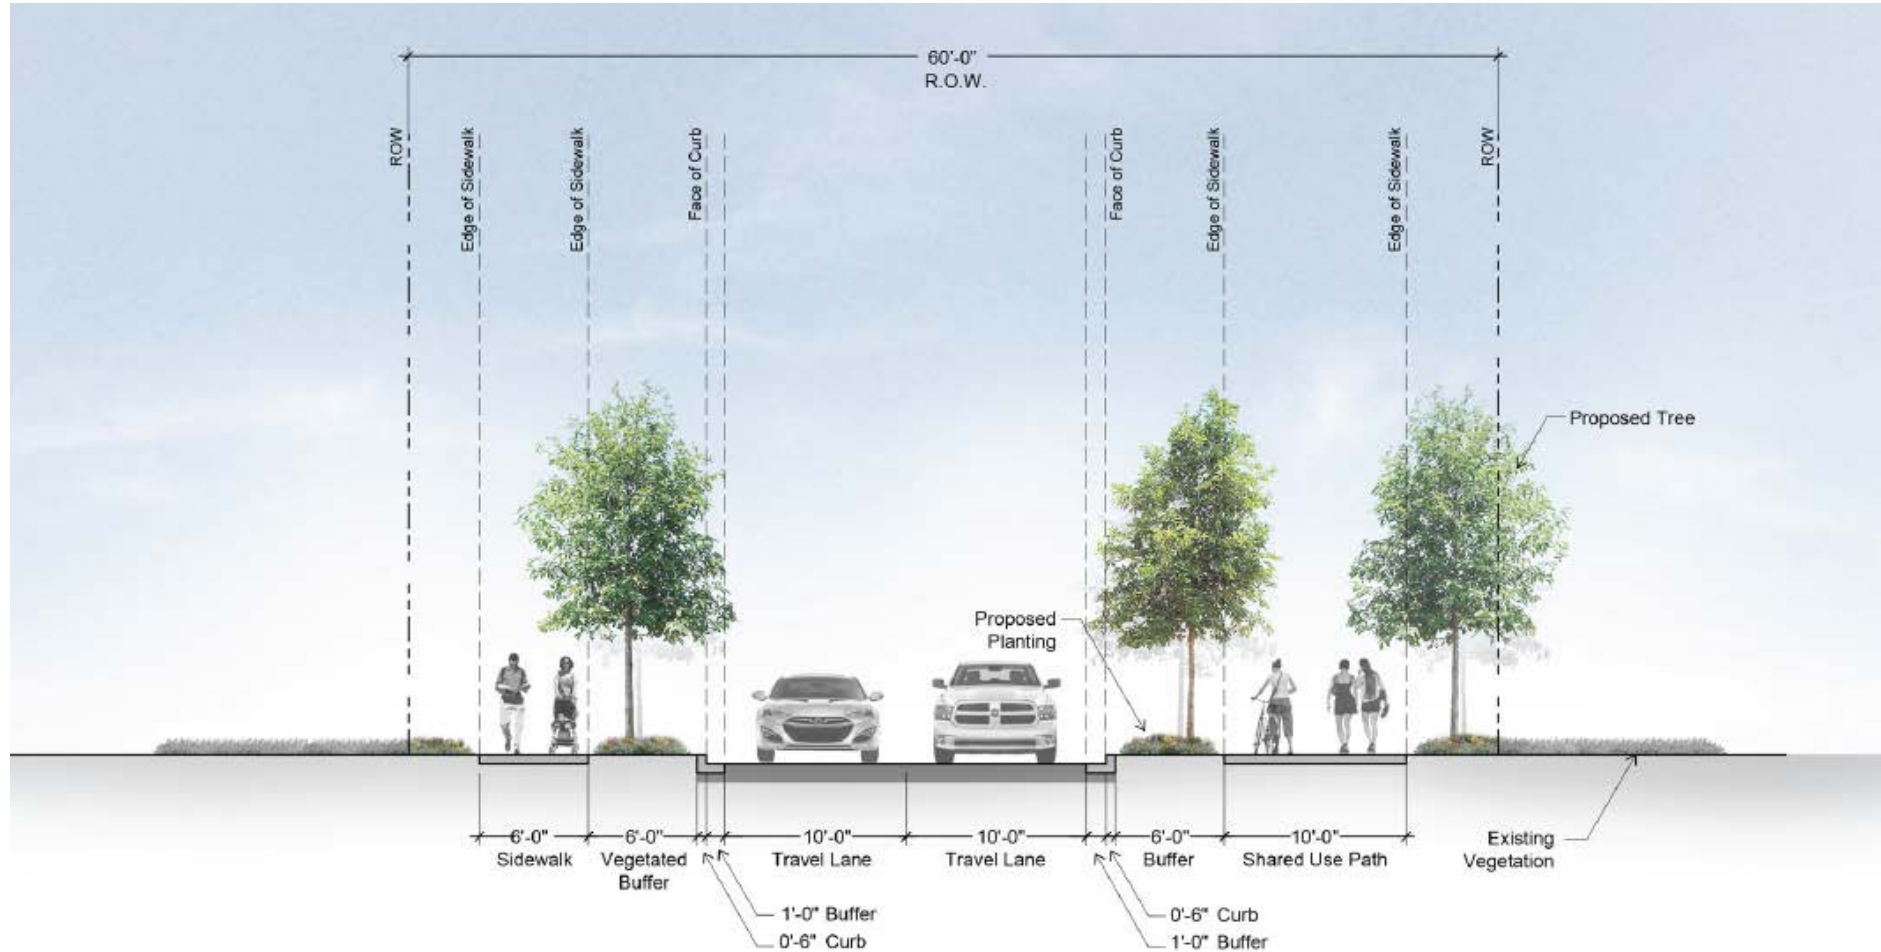 60'-0"
R.O.W.
ROW
Edge of Sidewalk
Edge of Sidewalk
Face of Curb
Face of Curb
Edge of Sidewalk
Edge of Sidewalk
ROW
Proposed Tree
Proposed
Planting
6'-0"
Sidewalk
6'-0"
Vegetated
Buffer
10'-0"
Travel Lane
10'-0"
Travel Lane
6'-0"
Buffer
10'-0"
Shared Use Path
Existing
Vegetation
1'-0" Buffer
0'-6" Curb
0'-6" Curb
1'-0" Buffer